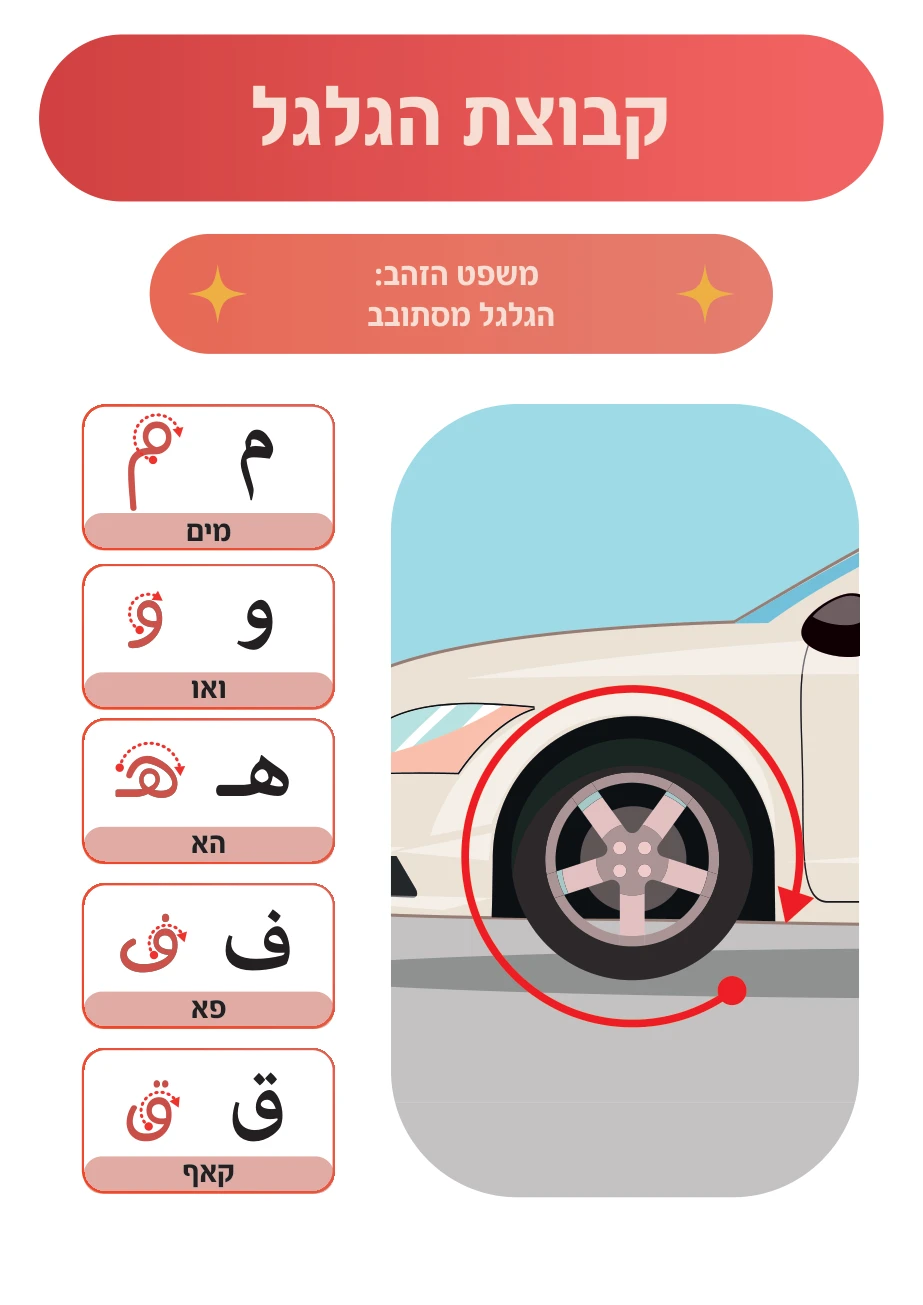 קבוצת הגלגל
משפט הזהב:
הגלגל מסתובב
م م
מים
و و
ואו
هـ هـ
הא
ف ف
פא
ق ق
קאף